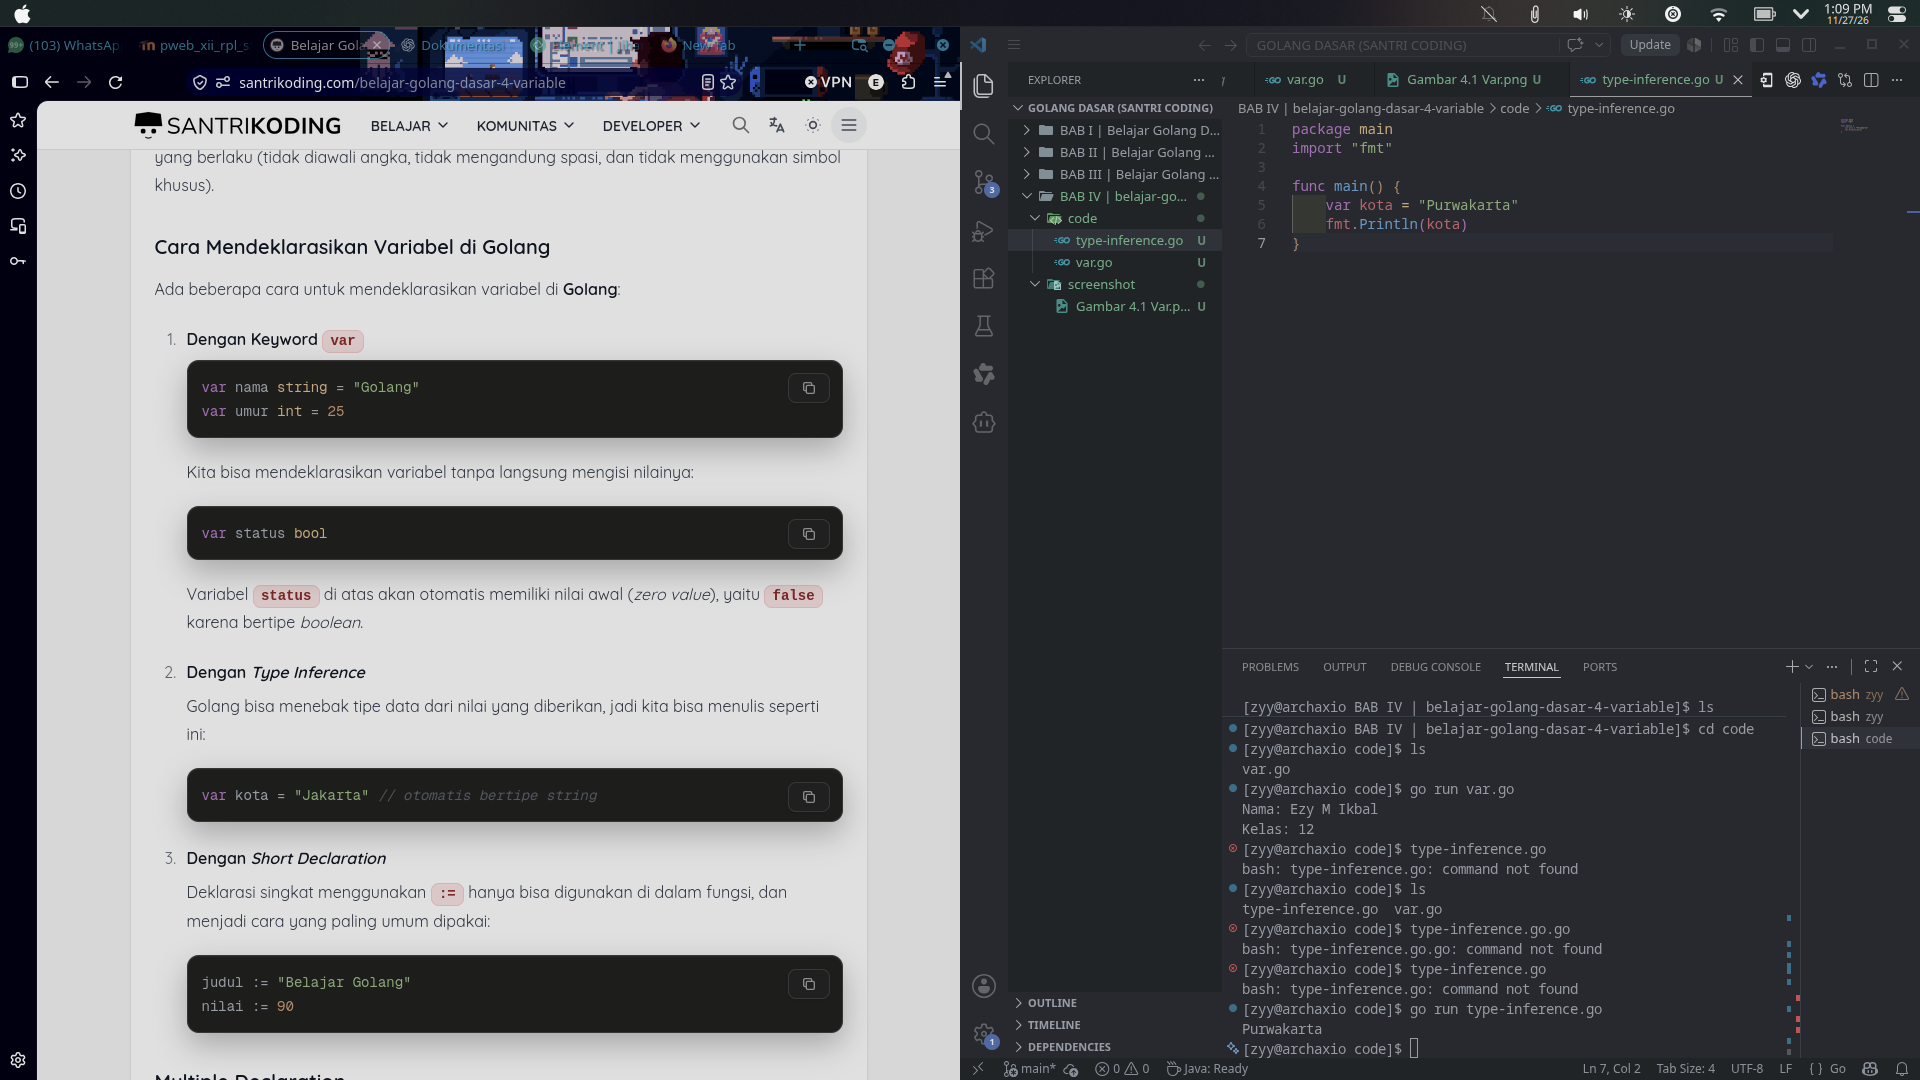 1:09 PM
11/27/26
(103) WhatsAp
pweb_xii_rpl_s
Belajar Gola
Dokumentasi
New Tab
santrikoding.com/belajar-golang-dasar-4-variable
VPN
E
SANTRIKODING
BELAJAR
KOMUNITAS
DEVELOPER
yang berlaku (tidak diawali angka, tidak mengandung spasi, dan tidak menggunakan simbol
khusus).
Cara Mendeklarasikan Variabel di Golang
Ada beberapa cara untuk mendeklarasikan variabel di Golang:
1. Dengan Keyword var
var nama string = "Golang"
var umur int = 25
Kita bisa mendeklarasikan variabel tanpa langsung mengisi nilainya:
var status bool
Variabel status di atas akan otomatis memiliki nilai awal (zero value), yaitu false
karena bertipe boolean.
2. Dengan Type Inference
Golang bisa menebak tipe data dari nilai yang diberikan, jadi kita bisa menulis seperti
ini:
var kota = "Jakarta" // otomatis bertipe string
3. Dengan Short Declaration
Deklarasi singkat menggunakan := hanya bisa digunakan di dalam fungsi, dan
menjadi cara yang paling umum dipakai:
judul := "Belajar Golang"
nilai := 90
Multiple Declaration
GOLANG DASAR (SANTRI CODING)
Update
EXPLORER
GOLANG DASAR (SANTRI CODING)
BAB I | Belajar Golang D...
BAB II | Belajar Golang ...
BAB III | Belajar Golang ...
BAB IV | belajar-go...
code
type-inference.go U
var.go U
screenshot
Gambar 4.1 Var.p... U
3
1
OUTLINE
TIMELINE
DEPENDENCIES
var.go U
Gambar 4.1 Var.png U
type-inference.go U
BAB IV | belajar-golang-dasar-4-variable > code > type-inference.go
1 package main
2 import "fmt"
3
4 func main() {
5 var kota = "Purwakarta"
6 fmt.Println(kota)
7 }
PROBLEMS
OUTPUT
DEBUG CONSOLE
TERMINAL
PORTS
[zyy@archaxio BAB IV | belajar-golang-dasar-4-variable]$ ls
[zyy@archaxio BAB IV | belajar-golang-dasar-4-variable]$ cd code
[zyy@archaxio code]$ ls
var.go
[zyy@archaxio code]$ go run var.go
Nama: Ezy M Ikbal
Kelas: 12
[zyy@archaxio code]$ type-inference.go
bash: type-inference.go: command not found
[zyy@archaxio code]$ ls
type-inference.go  var.go
[zyy@archaxio code]$ type-inference.go.go
bash: type-inference.go.go: command not found
[zyy@archaxio code]$ type-inference.go
bash: type-inference.go: command not found
[zyy@archaxio code]$ go run type-inference.go
Purwakarta
[zyy@archaxio code]$
bash zyy
bash zyy
bash code
main*
0
0
Java: Ready
Ln 7, Col 2
Tab Size: 4
UTF-8
LF
{ } Go